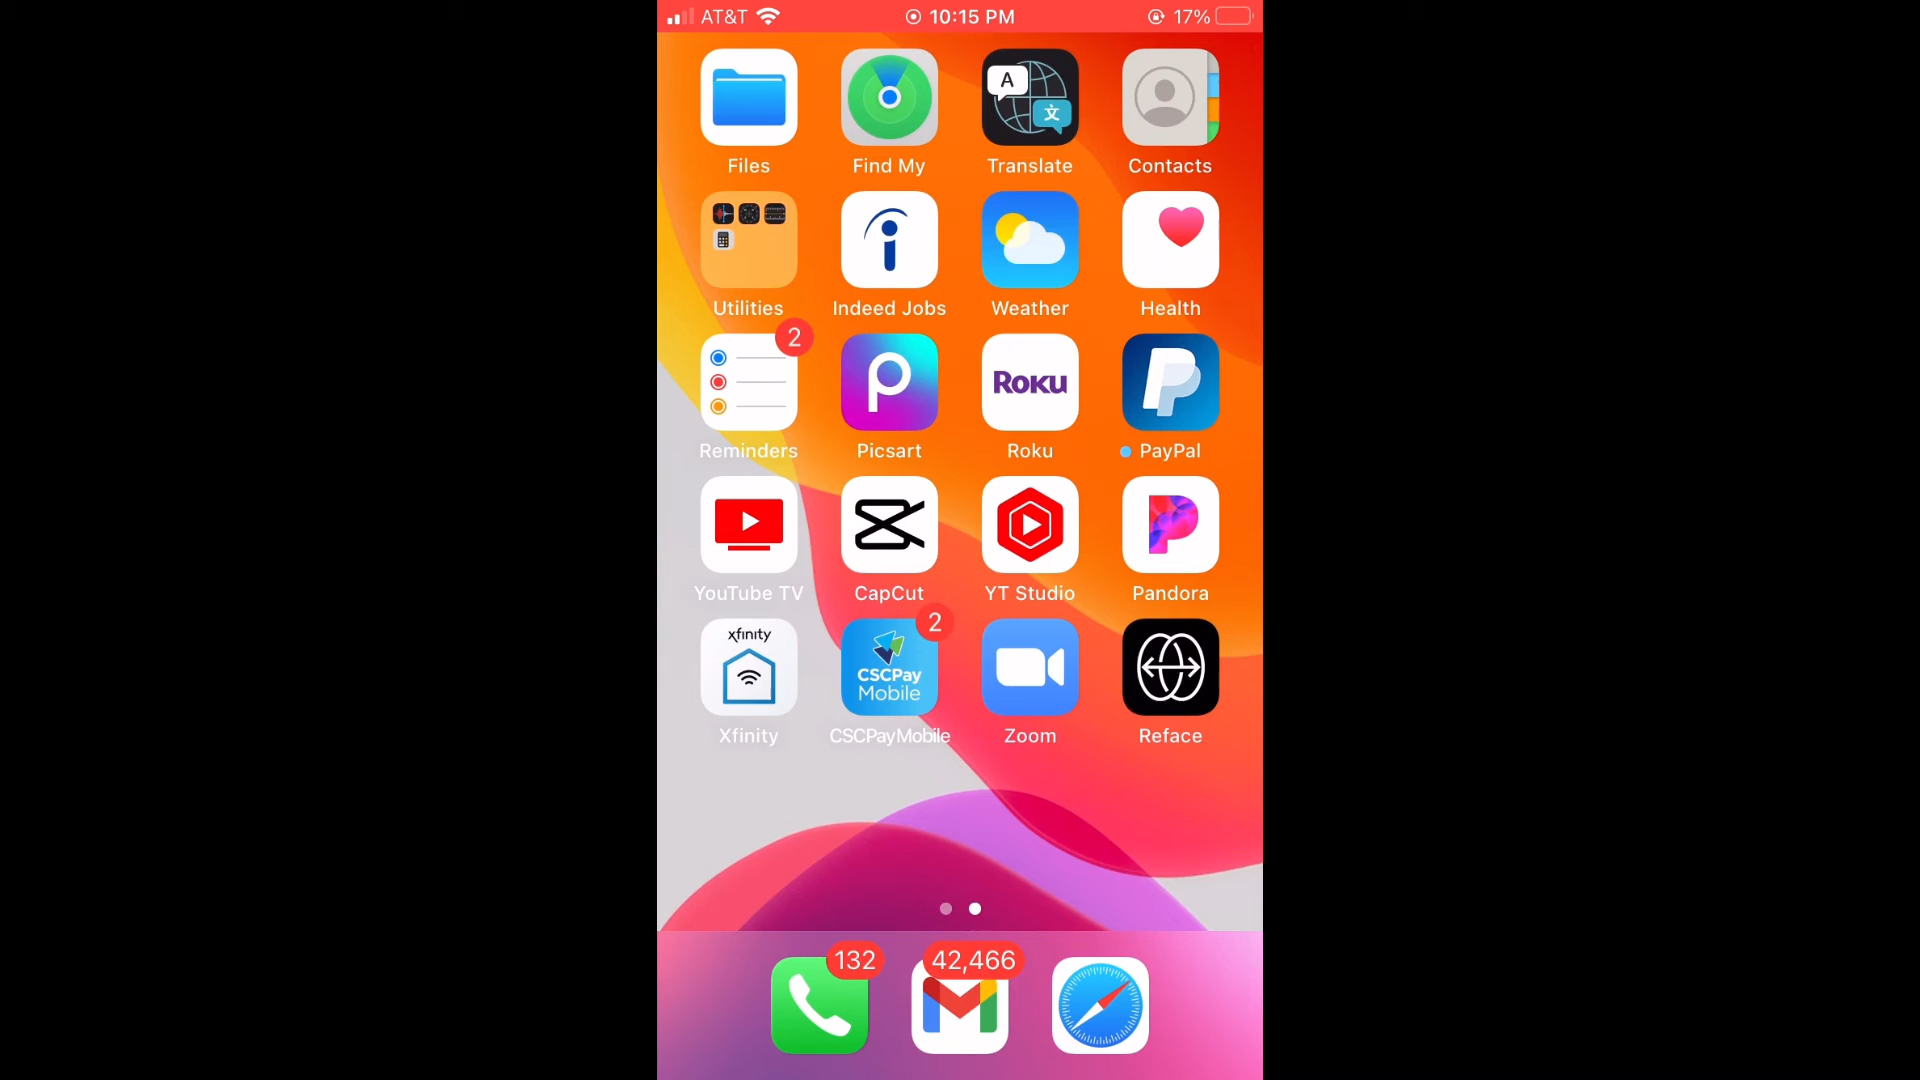 AT&T 10:15 PM 17%
A 文
Files Find My Translate Contacts
Utilities Indeed Jobs Weather Health
2
ROKU
Reminders Picsart Roku PayPal
YouTube TV CapCut YT Studio Pandora
2
xfinity
CSCPay
Mobile
Xfinity CSCPayMobile Zoom Reface
132 42,466